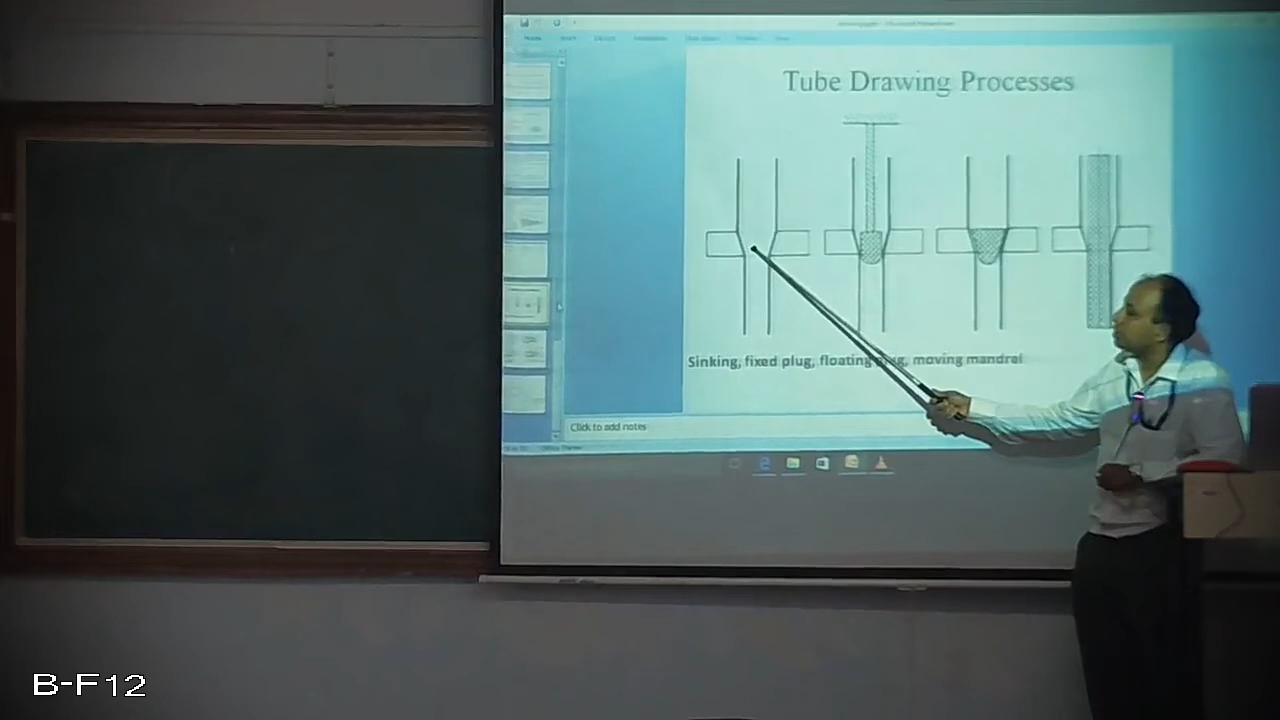 Tube Drawing Processes
Sinking, fixed plug, floating plug, moving mandrel
Click to add notes
B-F12